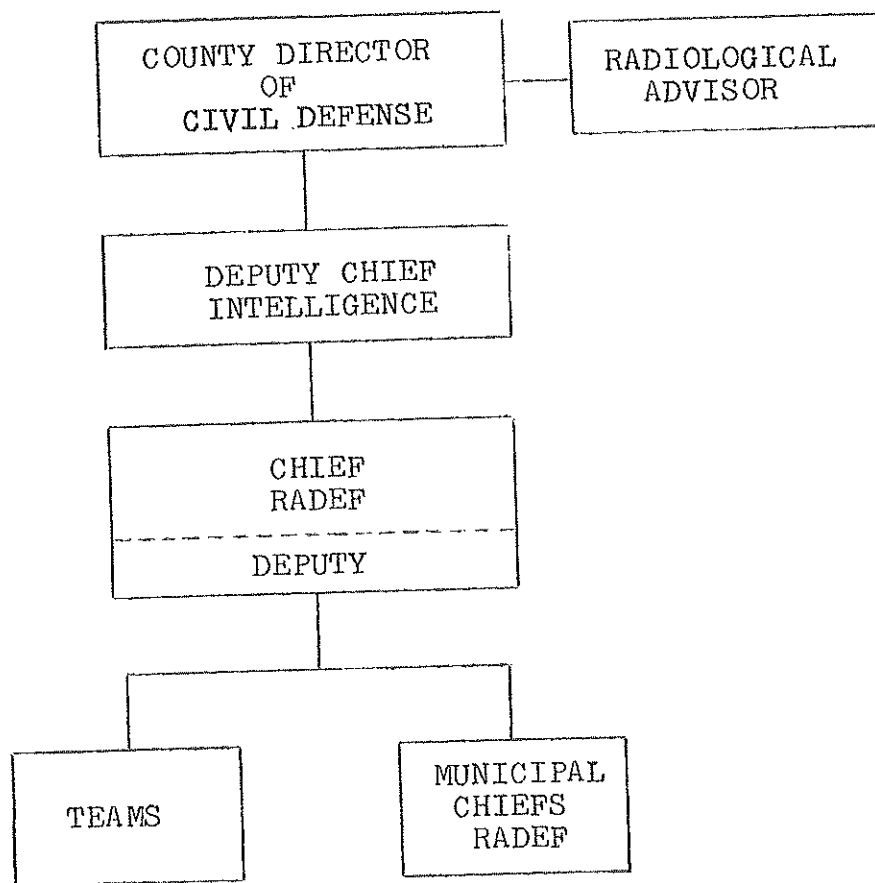 COUNTY DIRECTOR
OF
CIVIL DEFENSE
RADIOLOGICAL
ADVISOR
DEPUTY CHIEF
INTELLIGENCE
CHIEF
RADEF
DEPUTY
TEAMS
MUNICIPAL
CHIEFS
RADEF